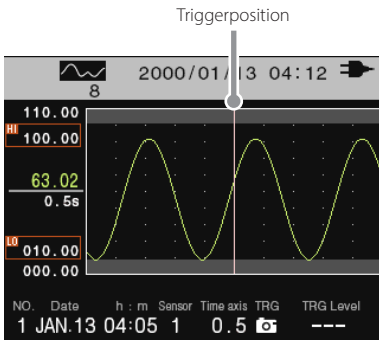 Triggerposition
8 2000/01/13 04:12
110.00
HI 100.00
63.02
0.5s
LO 010.00
000.00
NO. Date h : m Sensor Time axis TRG TRG Level
1 JAN.13 04:05 1 0.5 ---